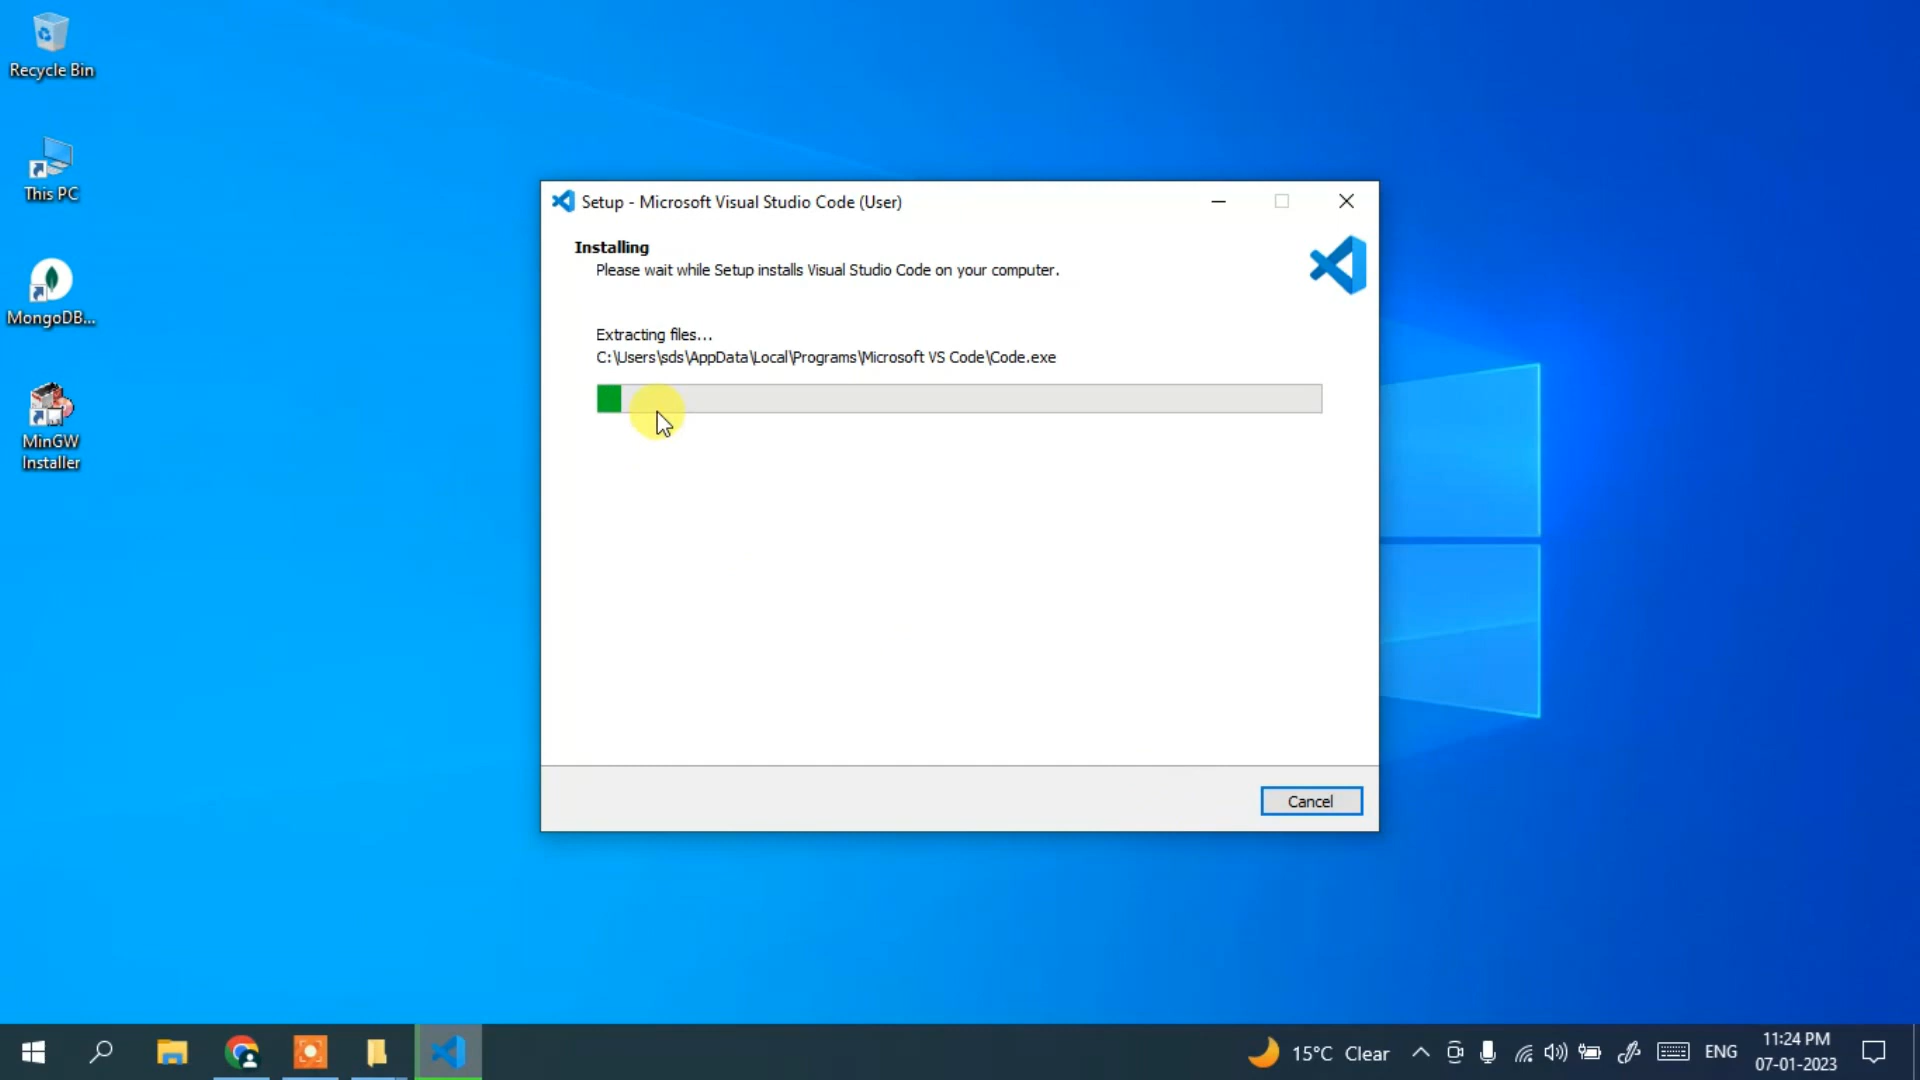 Recycle Bin
This PC
MongoDB...
MinGW
Installer
Setup - Microsoft Visual Studio Code (User)
Installing
Please wait while Setup installs Visual Studio Code on your computer.
Extracting files...
C:\Users\sds\AppData\Local\Programs\Microsoft VS Code\Code.exe
Cancel
15°C Clear
ENG
11:24 PM
07-01-2023